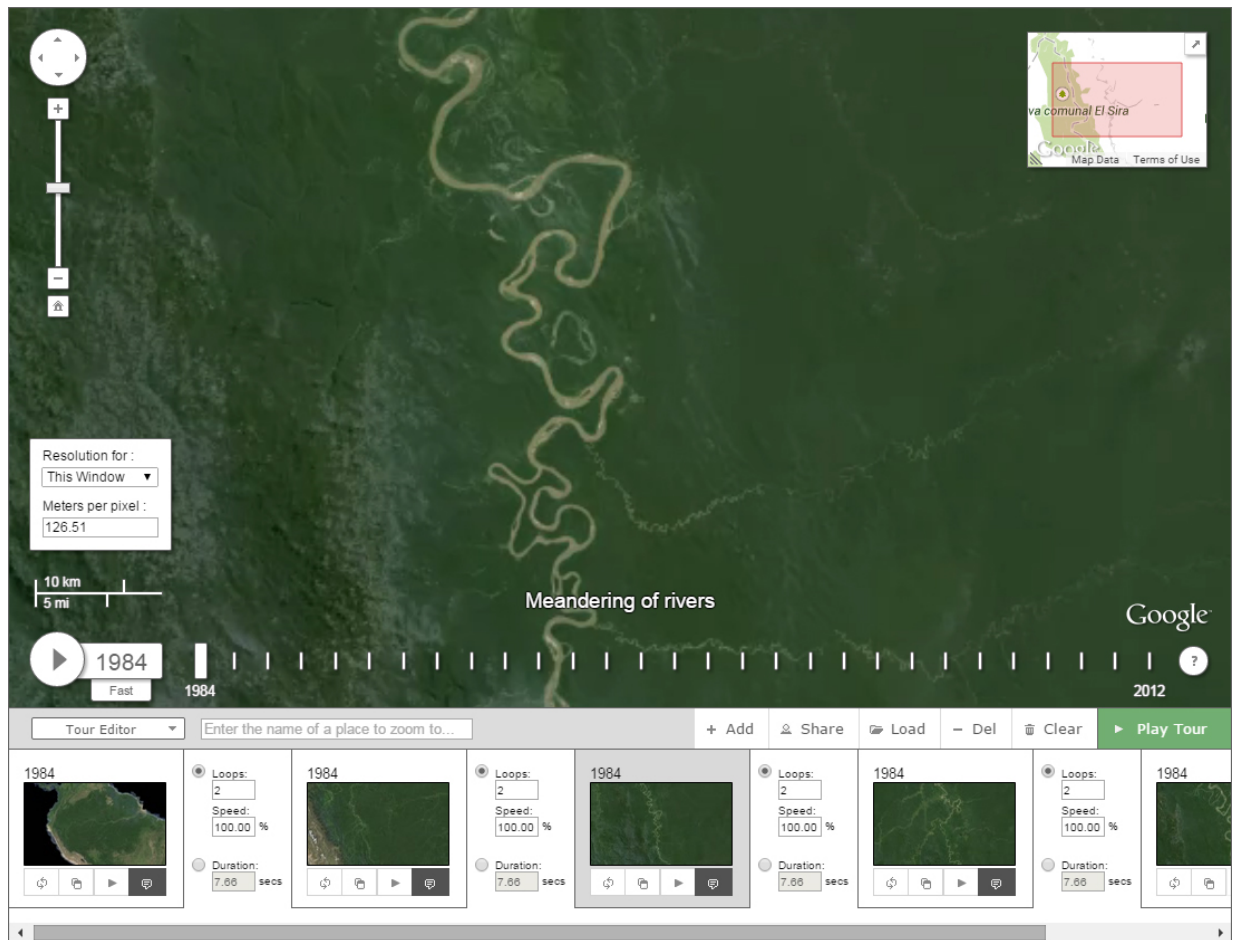 va comunal El Sira
Google
Map Data
Terms of Use
Resolution for :
This Window
Meters per pixel :
126.51
10 km
5 mi
Meandering of rivers
Google
1984
Fast
1984
2012
?
Tour Editor
Enter the name of a place to zoom to...
+ Add
Share
Load
− Del
Clear
Play Tour
1984
Loops:
2
Speed:
100.00 %
Duration:
7.66 secs
1984
Loops:
2
Speed:
100.00 %
Duration:
7.66 secs
1984
Loops:
2
Speed:
100.00 %
Duration:
7.66 secs
1984
Loops:
2
Speed:
100.00 %
Duration:
7.66 secs
1984